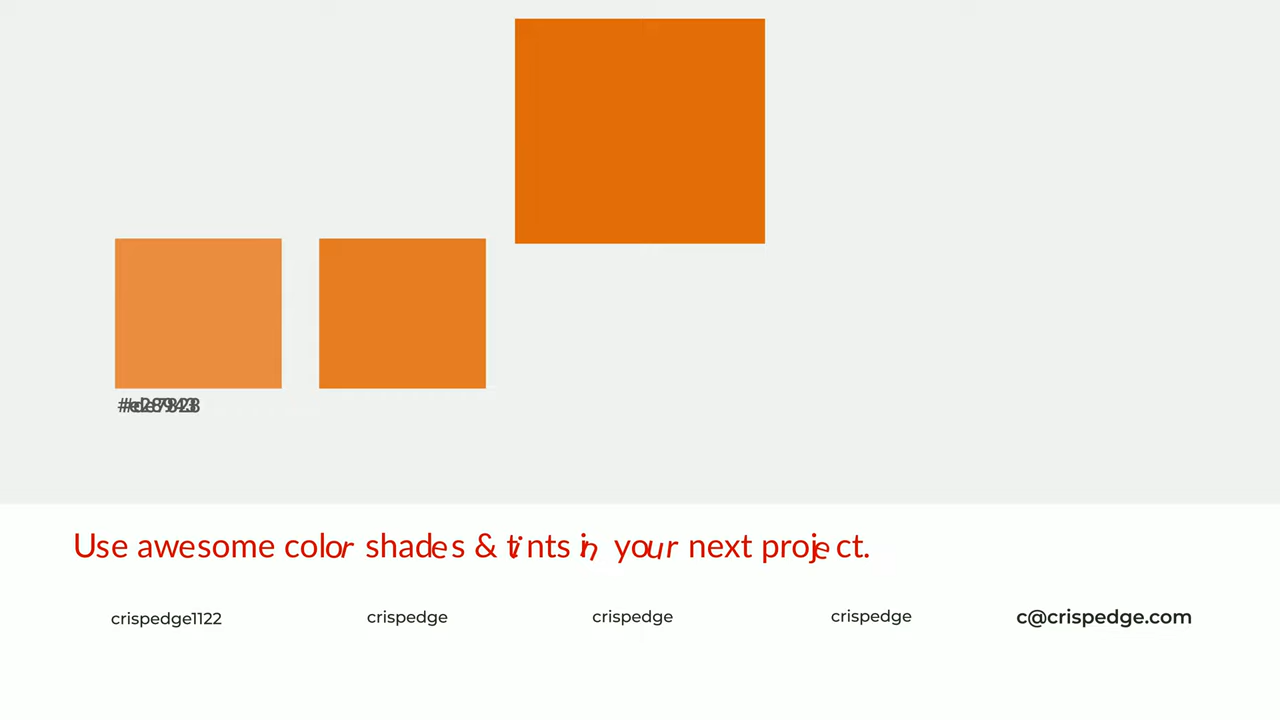 Use awesome color shades & tints in your next project.
crispedge1122 crispedge crispedge crispedge c@crispedge.com